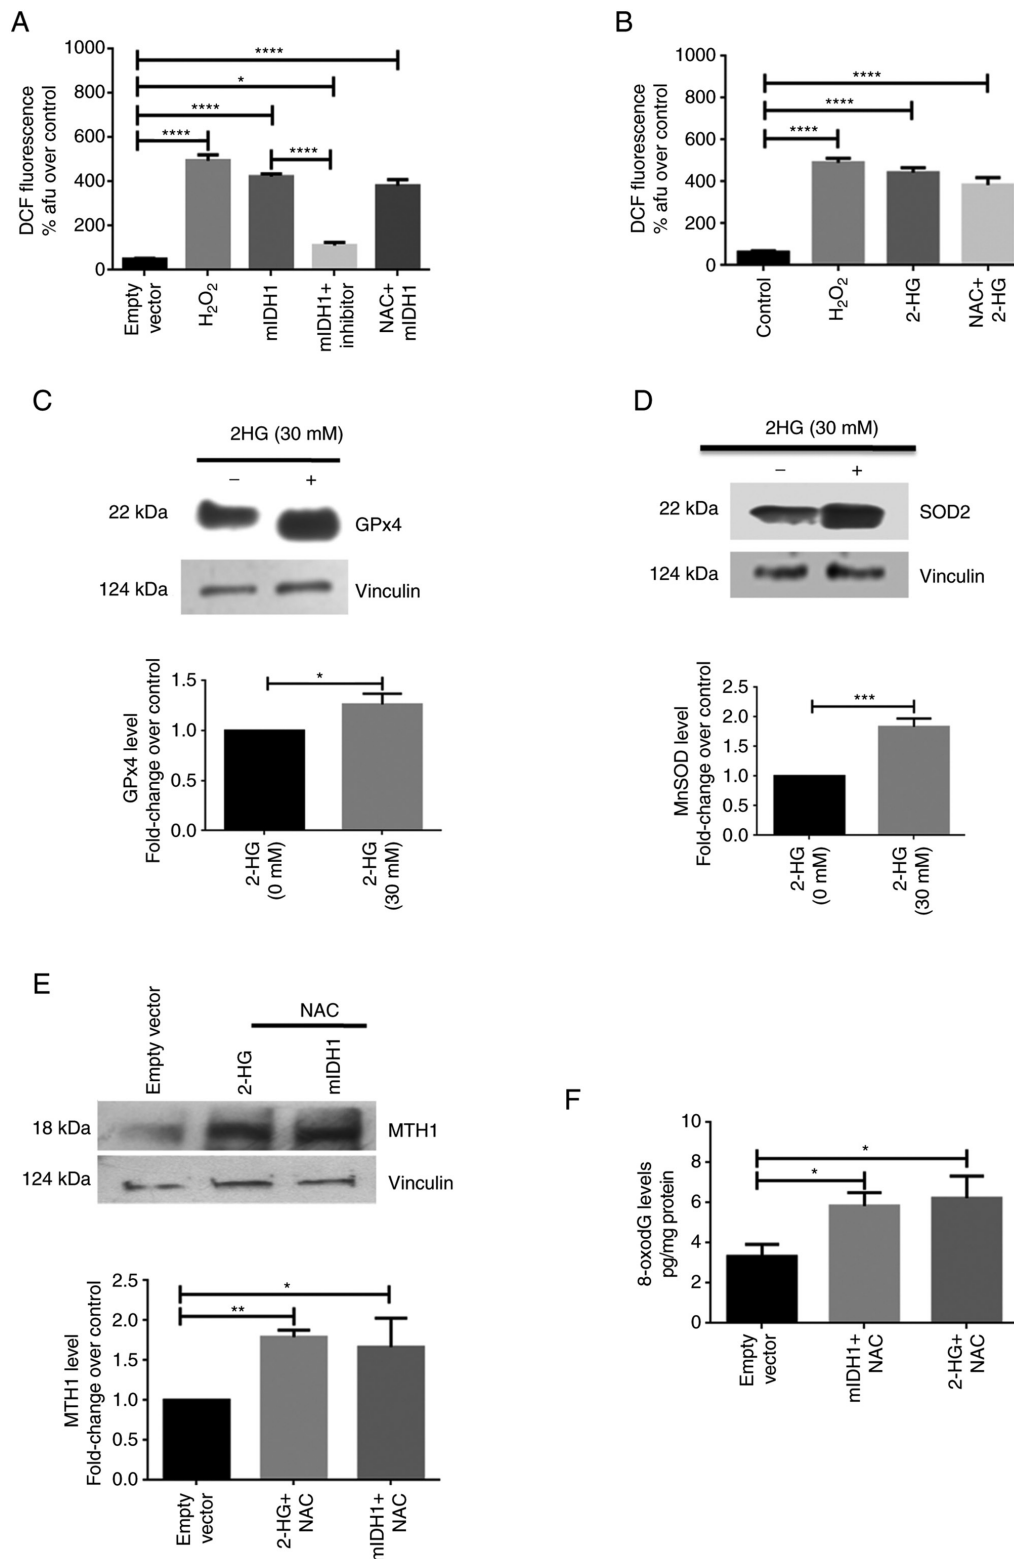 A
DCF fluorescence
% afu over control
1000
800
600
400
200
0
****
*
****
****
****
Empty
vector
H2O2
mIDH1
mIDH1+
inhibitor
NAC+
mIDH1
B
DCF fluorescence
% afu over control
1000
800
600
400
200
0
****
****
****
Control
H2O2
2-HG
NAC+
2-HG
C
2HG (30 mM)
– +
22 kDa GPx4
124 kDa Vinculin
GPx4 level
Fold-change over control
1.5
1.0
0.5
0.0
*
2-HG
(0 mM)
2-HG
(30 mM)
D
2HG (30 mM)
– +
22 kDa SOD2
124 kDa Vinculin
MnSOD level
Fold-change over control
2.5
2.0
1.5
1.0
0.5
0.0
***
2-HG
(0 mM)
2-HG
(30 mM)
E
Empty vector
NAC
2-HG
mIDH1
18 kDa MTH1
124 kDa Vinculin
MTH1 level
Fold-change over control
2.5
2.0
1.5
1.0
0.5
0.0
*
**
Empty
vector
2-HG+
NAC
mIDH1+
NAC
F
8-oxodG levels
pg/mg protein
10
8
6
4
2
0
*
*
Empty
vector
mIDH1+
NAC
2-HG+
NAC